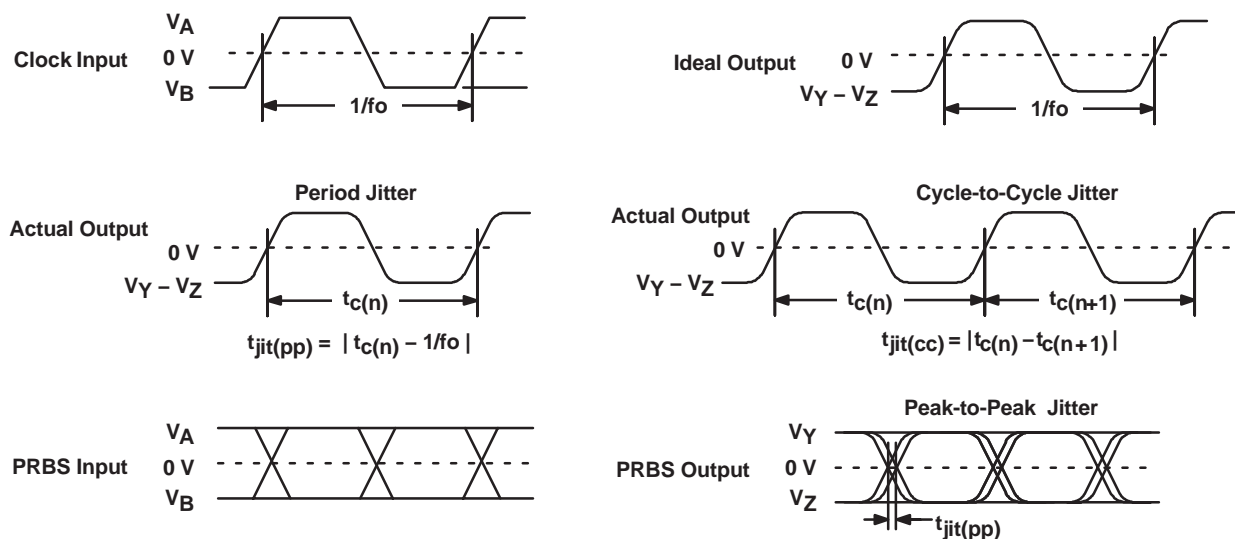 VA
Clock Input
0 V
VB
1/fo
Ideal Output
0 V
VY – VZ
1/fo
Period Jitter
Actual Output
0 V
VY – VZ
tc(n)
tjit(pp) = | tc(n) – 1/fo |
Cycle-to-Cycle Jitter
Actual Output
0 V
VY – VZ
tc(n)
tc(n+1)
tjit(cc) = | tc(n) – tc(n+1) |
VA
PRBS Input
0 V
VB
Peak-to-Peak Jitter
VY
PRBS Output
0 V
VZ
tjit(pp)